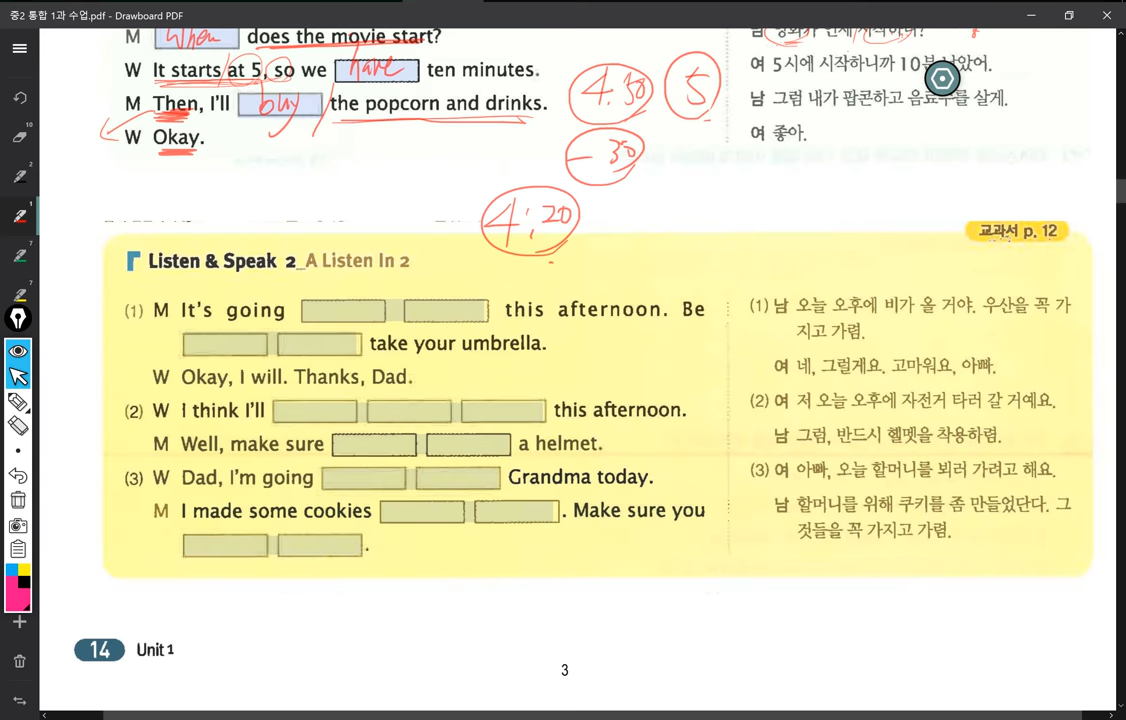 중2 통합 1과 수업.pdf - Drawboard PDF
M When does the movie start?
W It starts at 5, so we have ten minutes.
M Then, I'll buy the popcorn and drinks.
W Okay.
여 5시에 시작하니까 10분 남았어.
남 그럼 내가 팝콘하고 음료수를 살게.
여 좋아.
5
4:20
교과서 p. 12
Listen & Speak 2_A Listen In 2
(1) M It's going this afternoon. Be
take your umbrella.
W Okay, I will. Thanks, Dad.
(2) W I think I'll this afternoon.
M Well, make sure a helmet.
(3) W Dad, I'm going Grandma today.
M I made some cookies . Make sure you
.
(1) 남 오늘 오후에 비가 올 거야. 우산을 꼭 가
지고 가렴.
여 네, 그럴게요. 고마워요, 아빠.
(2) 여 저 오늘 오후에 자전거 타러 갈 거예요.
남 그럼, 반드시 헬멧을 착용하렴.
(3) 여 아빠, 오늘 할머니를 뵈러 가려고 해요.
남 할머니를 위해 쿠키를 좀 만들었단다. 그
것들을 꼭 가지고 가렴.
14 Unit 1
3